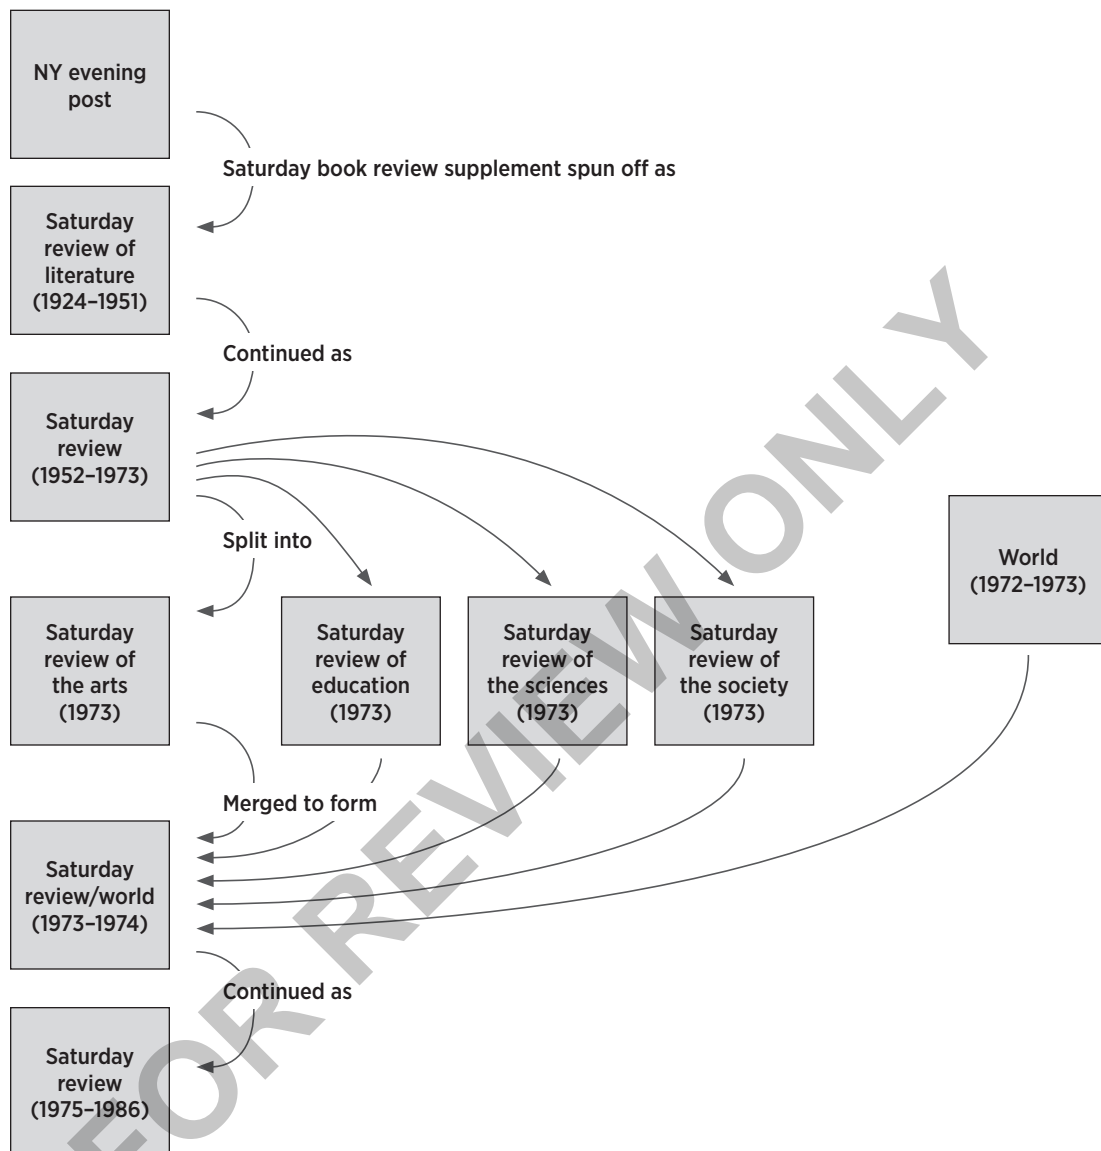 NY evening
post
Saturday book review supplement spun off as
Saturday
review of
literature
(1924–1951)
Continued as
Saturday
review
(1952–1973)
Split into
World
(1972–1973)
Saturday
review of
the arts
(1973)
Saturday
review of
education
(1973)
Saturday
review of
the sciences
(1973)
Saturday
review of
the society
(1973)
Merged to form
Saturday
review/world
(1973–1974)
Continued as
Saturday
review
(1975–1986)
FOR REVIEW ONLY